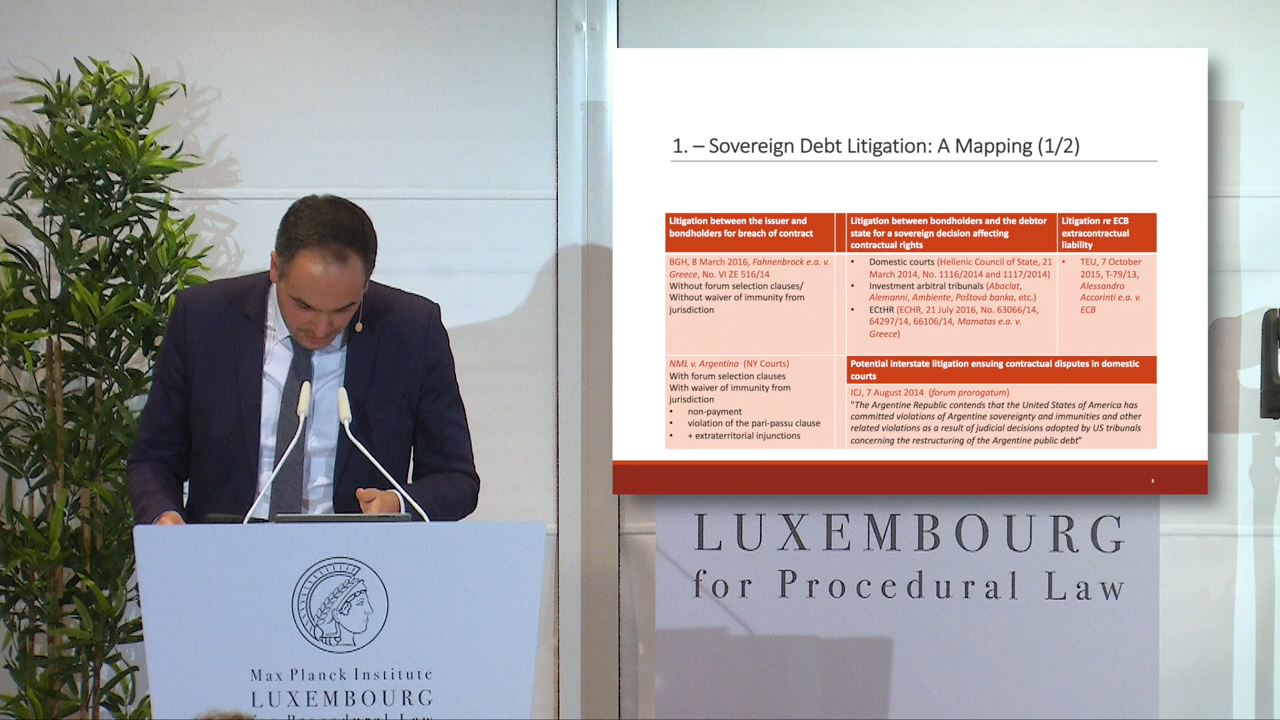 1. – Sovereign Debt Litigation: A Mapping (1/2)
Litigation between the issuer and
bondholders for breach of contract
Litigation between bondholders and the debtor
state for a sovereign decision affecting
contractual rights
Litigation re ECB
extracontractual
liability
BGH, 8 March 2016, Fahnenbrock e.a. v.
Greece, No. VI ZE 516/14
Without forum selection clauses/
Without waiver of immunity from
jurisdiction
• Domestic courts (Hellenic Council of State, 21
March 2014, No. 1116/2014 and 1117/2014)
• Investment arbitral tribunals (Abaclat,
Alemanni, Ambiente, Poštová banka, etc.)
• ECtHR (ECHR, 21 July 2016, No. 63066/14,
64297/14, 66106/14, Mamatas e.a. v.
Greece)
• TEU, 7 October
2015, T-79/13,
Alessandro
Accorinti e.a. v.
ECB
NML v. Argentina (NY Courts)
With forum selection clauses
With waiver of immunity from
jurisdiction
• non-payment
• violation of the pari-passu clause
• + extraterritorial injunctions
Potential interstate litigation ensuing contractual disputes in domestic
courts
ICJ, 7 August 2014 (forum prorogatum)
"The Argentine Republic contends that the United States of America has
committed violations of Argentine sovereignty and immunities and other
related violations as a result of judicial decisions adopted by US tribunals
concerning the restructuring of the Argentine public debt"
3
LUXEMBOURG
for Procedural Law
Max Planck Institute
LUXEMBOURG
for Procedural Law